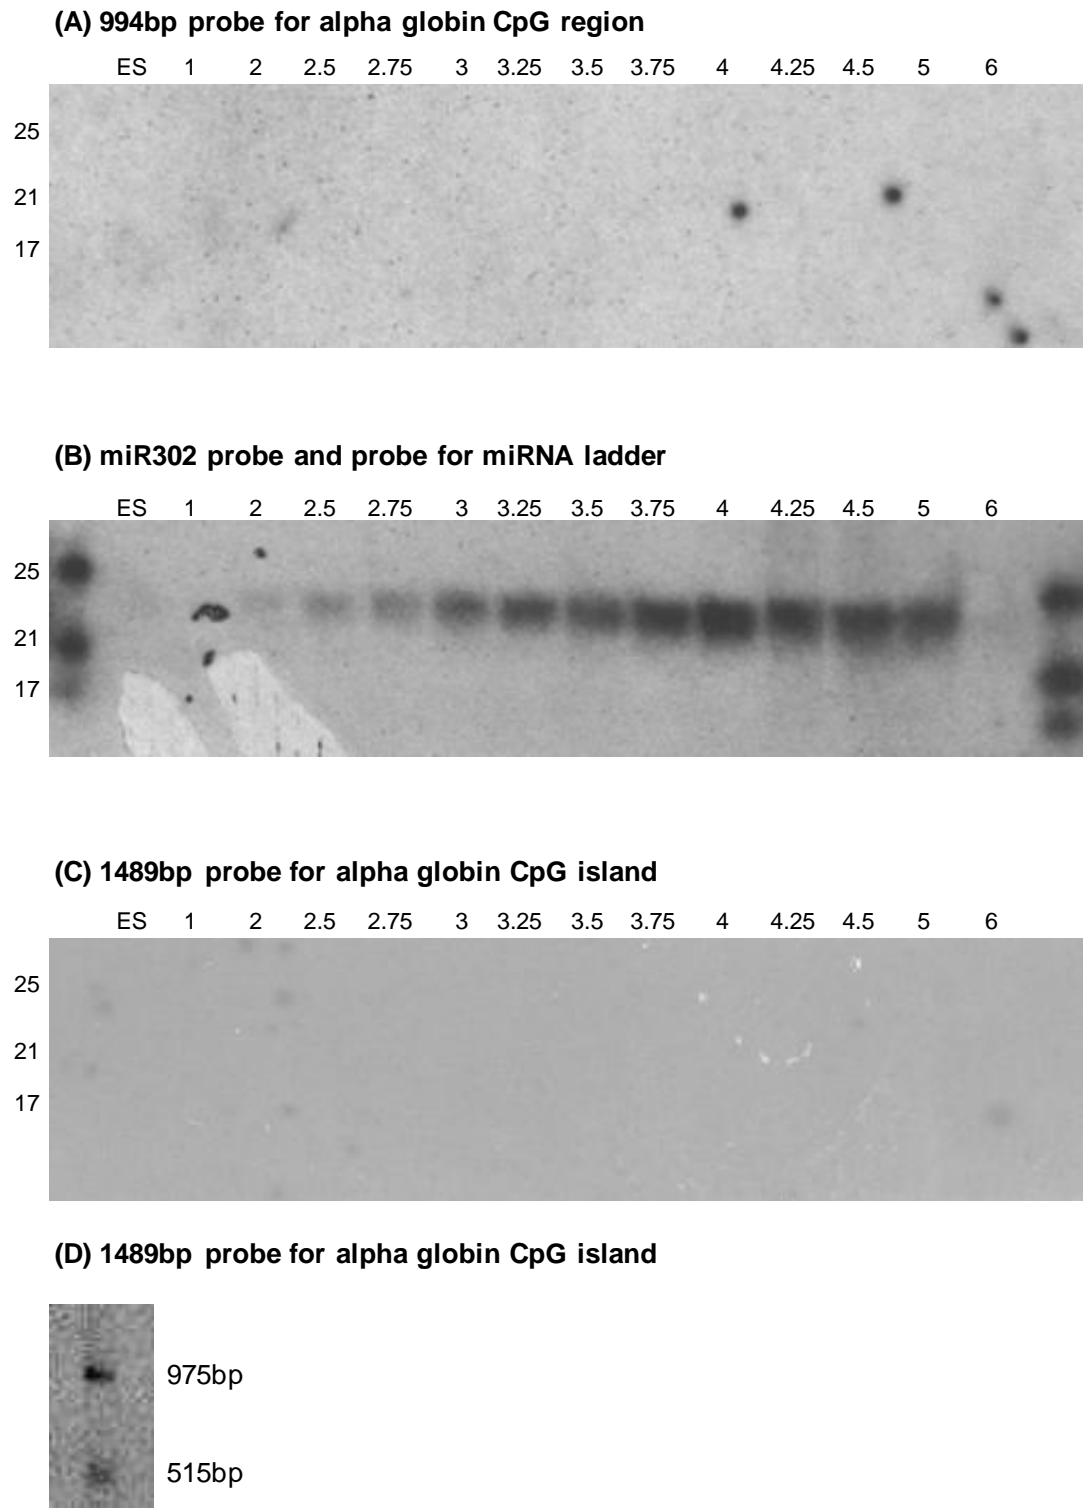 (A) 994bp probe for alpha globin CpG region
ES 1 2 2.5 2.75 3 3.25 3.5 3.75 4 4.25 4.5 5 6
25
21
17
(B) miR302 probe and probe for miRNA ladder
ES 1 2 2.5 2.75 3 3.25 3.5 3.75 4 4.25 4.5 5 6
25
21
17
(C) 1489bp probe for alpha globin CpG island
ES 1 2 2.5 2.75 3 3.25 3.5 3.75 4 4.25 4.5 5 6
25
21
17
(D) 1489bp probe for alpha globin CpG island
975bp
515bp